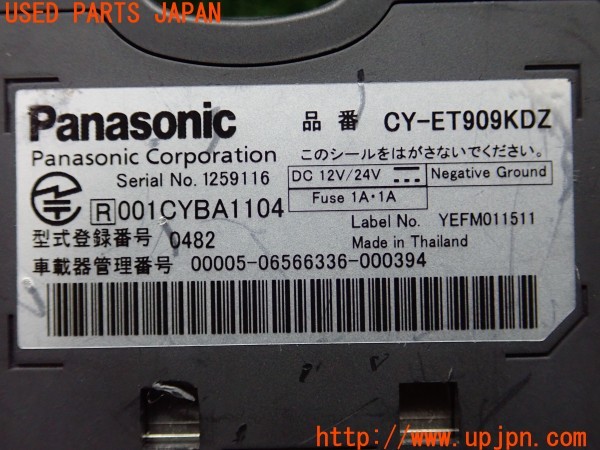 USED PARTS JAPAN
Panasonic 品番 CY-ET909KDZ
Panasonic Corporation このシールをはがさないでください。
Serial No. 1259116 DC 12V/24V Negative Ground
Fuse 1A・1A
R 001CYBA1104 Label No. YEFM011511
型式登録番号 0482 Made in Thailand
車載器管理番号 00005-06566336-000394
http://www.upjpn.com